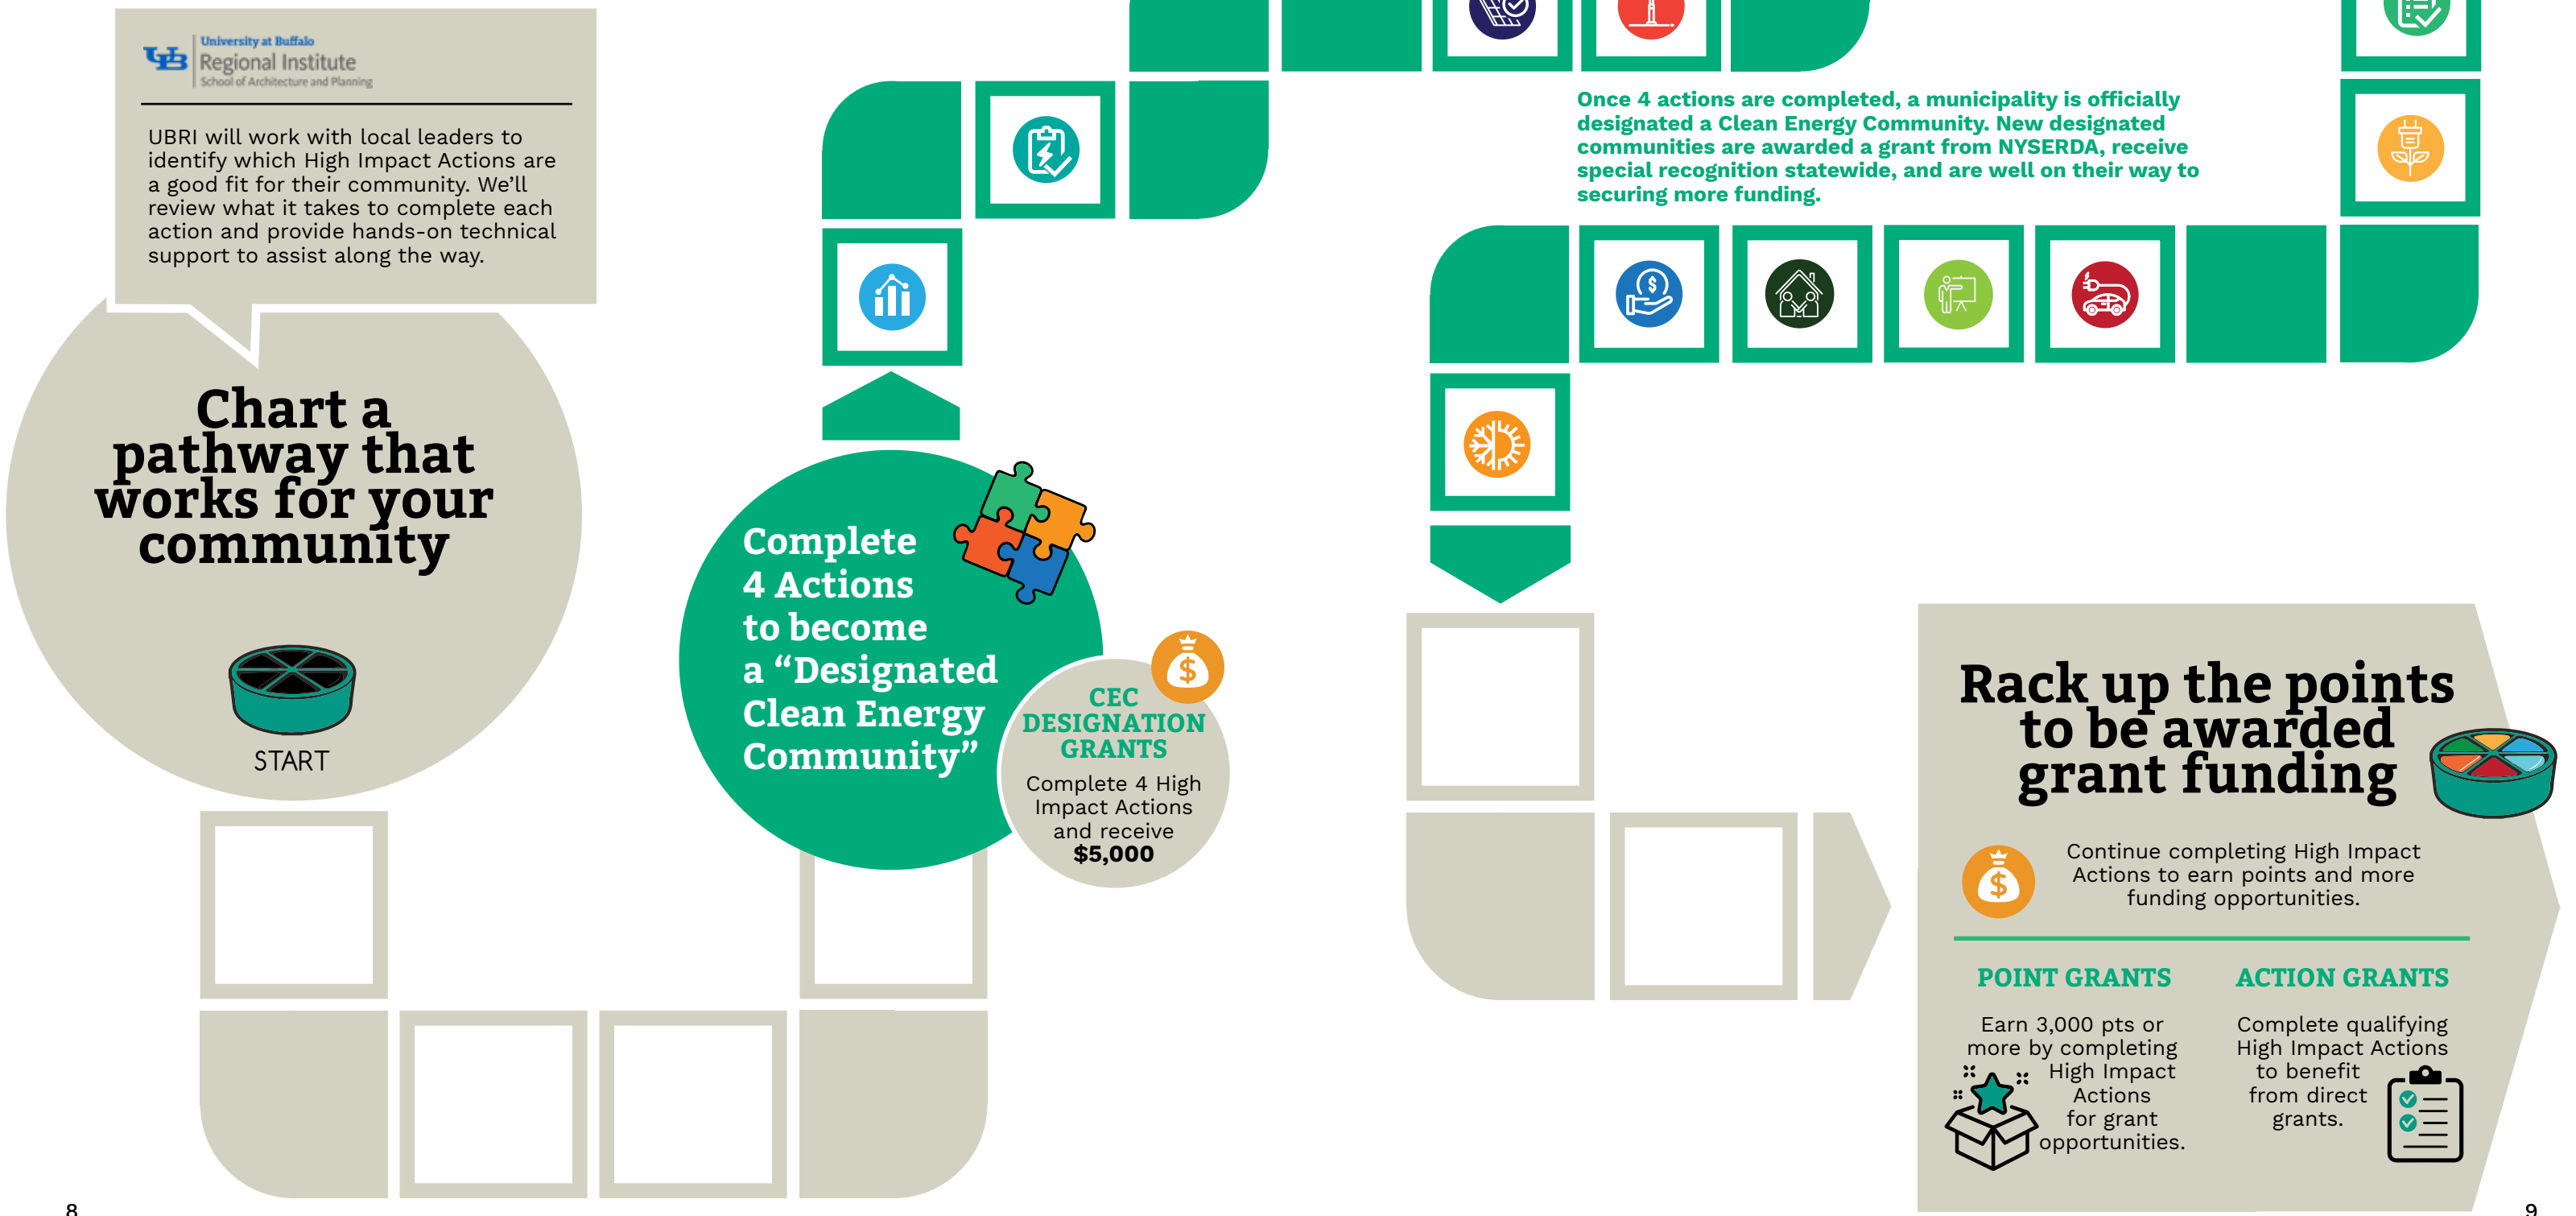 University at Buffalo
Regional Institute
School of Architecture and Planning
UBRI will work with local leaders to
identify which High Impact Actions are
a good fit for their community. We’ll
review what it takes to complete each
action and provide hands-on technical
support to assist along the way.
Chart a
pathway that
works for your
community
START
Complete
4 Actions
to become
a “Designated
Clean Energy
Community”
$
CEC
DESIGNATION
GRANTS
Complete 4 High
Impact Actions
and receive
$5,000
8
Once 4 actions are completed, a municipality is officially
designated a Clean Energy Community. New designated
communities are awarded a grant from NYSERDA, receive
special recognition statewide, and are well on their way to
securing more funding.
$
Rack up the points
to be awarded
grant funding
$
Continue completing High Impact
Actions to earn points and more
funding opportunities.
POINT GRANTS
Earn 3,000 pts or
more by completing
High Impact
Actions
for grant
opportunities.
ACTION GRANTS
Complete qualifying
High Impact Actions
to benefit
from direct
grants.
9